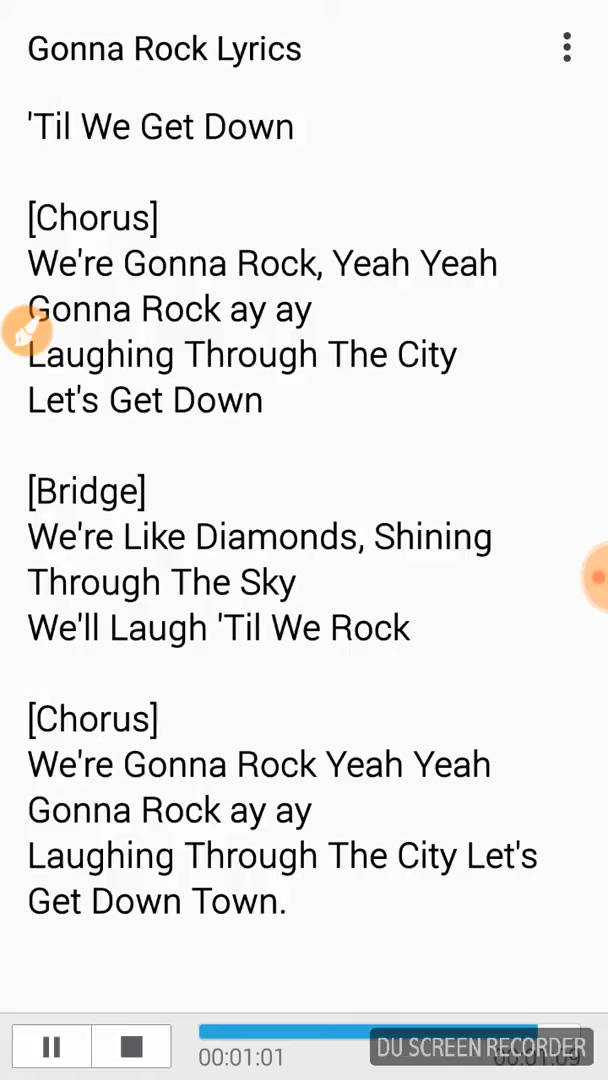 Gonna Rock Lyrics
'Til We Get Down
[Chorus]
We're Gonna Rock, Yeah Yeah
Gonna Rock ay ay
Laughing Through The City
Let's Get Down
[Bridge]
We're Like Diamonds, Shining
Through The Sky
We'll Laugh 'Til We Rock
[Chorus]
We're Gonna Rock Yeah Yeah
Gonna Rock ay ay
Laughing Through The City Let's
Get Down Town.
00:01:01
DU SCREEN RECORDER
00:01:09